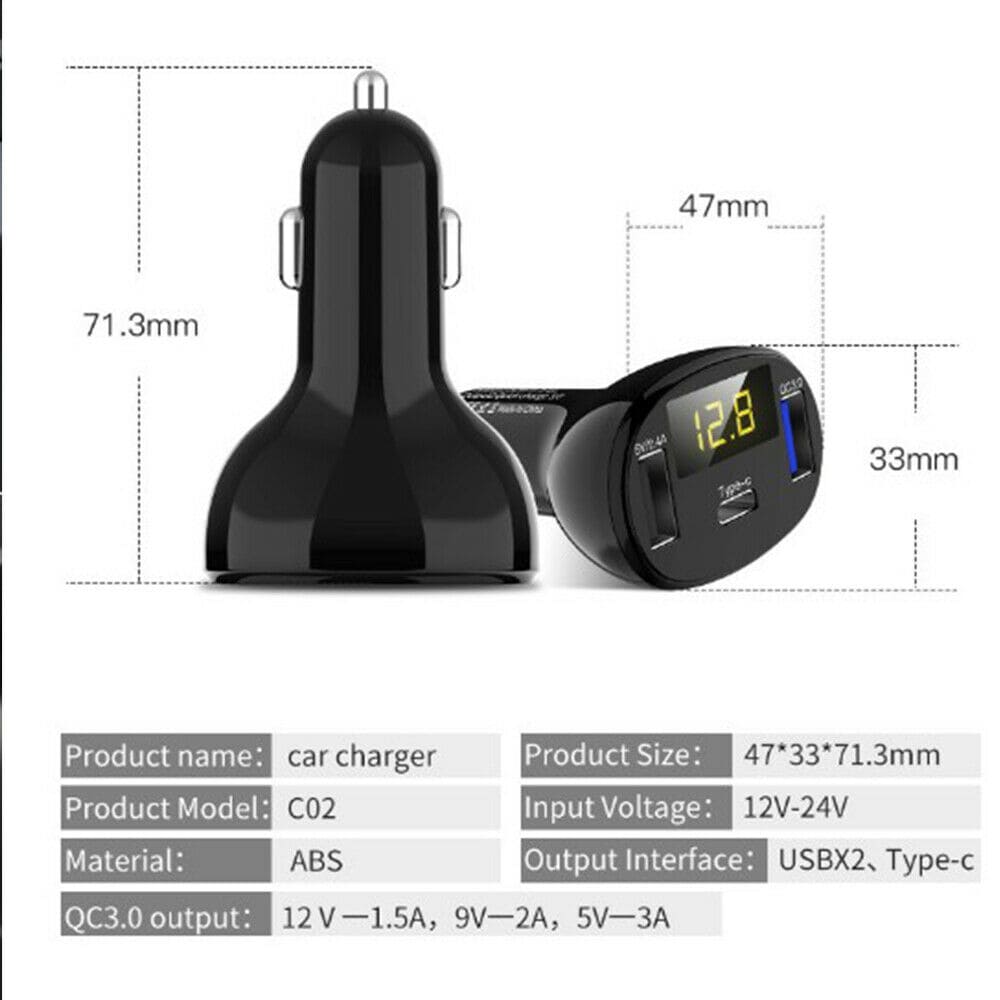 47mm
71.3mm
33mm
QC3.0
12.8
5V/2.4A
Type-c
Product name： car charger
Product Size： 47*33*71.3mm
Product Model： C02
Input Voltage： 12V-24V
Material： ABS
Output Interface： USBX2、Type-c
QC3.0 output： 12 V—1.5A，9V—2A，5V—3A